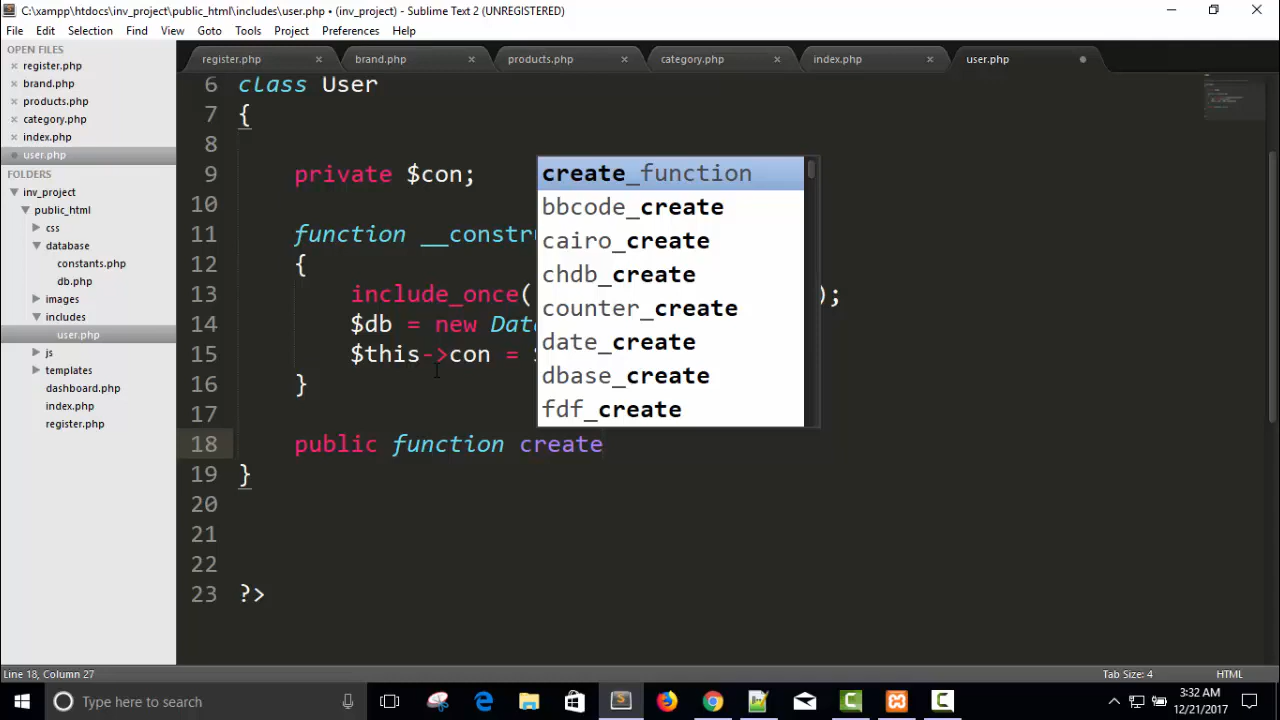 C:\xampp\htdocs\inv_project\public_html\includes\user.php • (inv_project) - Sublime Text 2 (UNREGISTERED)
File Edit Selection Find View Goto Tools Project Preferences Help
OPEN FILES
register.php
brand.php
products.php
category.php
index.php
user.php
FOLDERS
inv_project
public_html
css
database
constants.php
db.php
images
includes
user.php
js
templates
dashboard.php
index.php
register.php
register.php brand.php products.php category.php index.php user.php
6 class User
7 {
8
9 private $con;
10
11 function __constru
12 {
13 include_once( );
14 $db = new Data
15 $this->con = $
16 }
17
18 public function create
19 }
20
21
22
23 ?>
create_function
bbcode_create
cairo_create
chdb_create
counter_create
date_create
dbase_create
fdf_create
Line 18, Column 27 Tab Size: 4 HTML
Type here to search
3:32 AM
12/21/2017